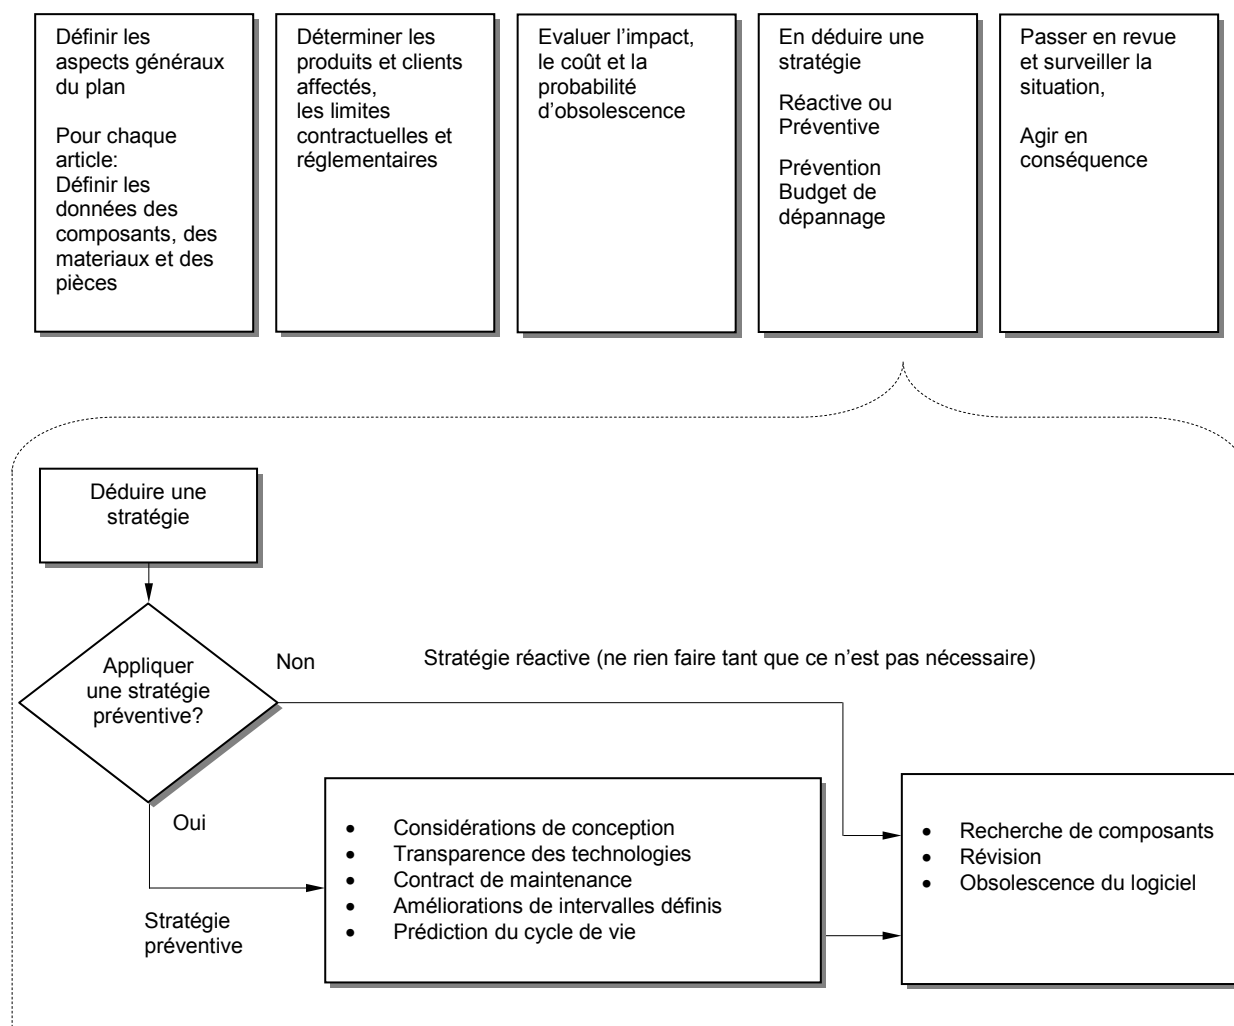 Définir les
aspects généraux
du plan
Pour chaque
article:
Définir les
données des
composants, des
materiaux et des
pièces
Déterminer les
produits et clients
affectés,
les limites
contractuelles et
réglementaires
Evaluer l’impact,
le coût et la
probabilité
d’obsolescence
En déduire une
stratégie
Réactive ou
Préventive
Prévention
Budget de
dépannage
Passer en revue
et surveiller la
situation,
Agir en
conséquence
Déduire une
stratégie
Appliquer
une stratégie
préventive?
Non
Stratégie réactive (ne rien faire tant que ce n’est pas nécessaire)
Oui
Stratégie
préventive
• Considérations de conception
• Transparence des technologies
• Contract de maintenance
• Améliorations de intervalles définis
• Prédiction du cycle de vie
• Recherche de composants
• Révision
• Obsolescence du logiciel